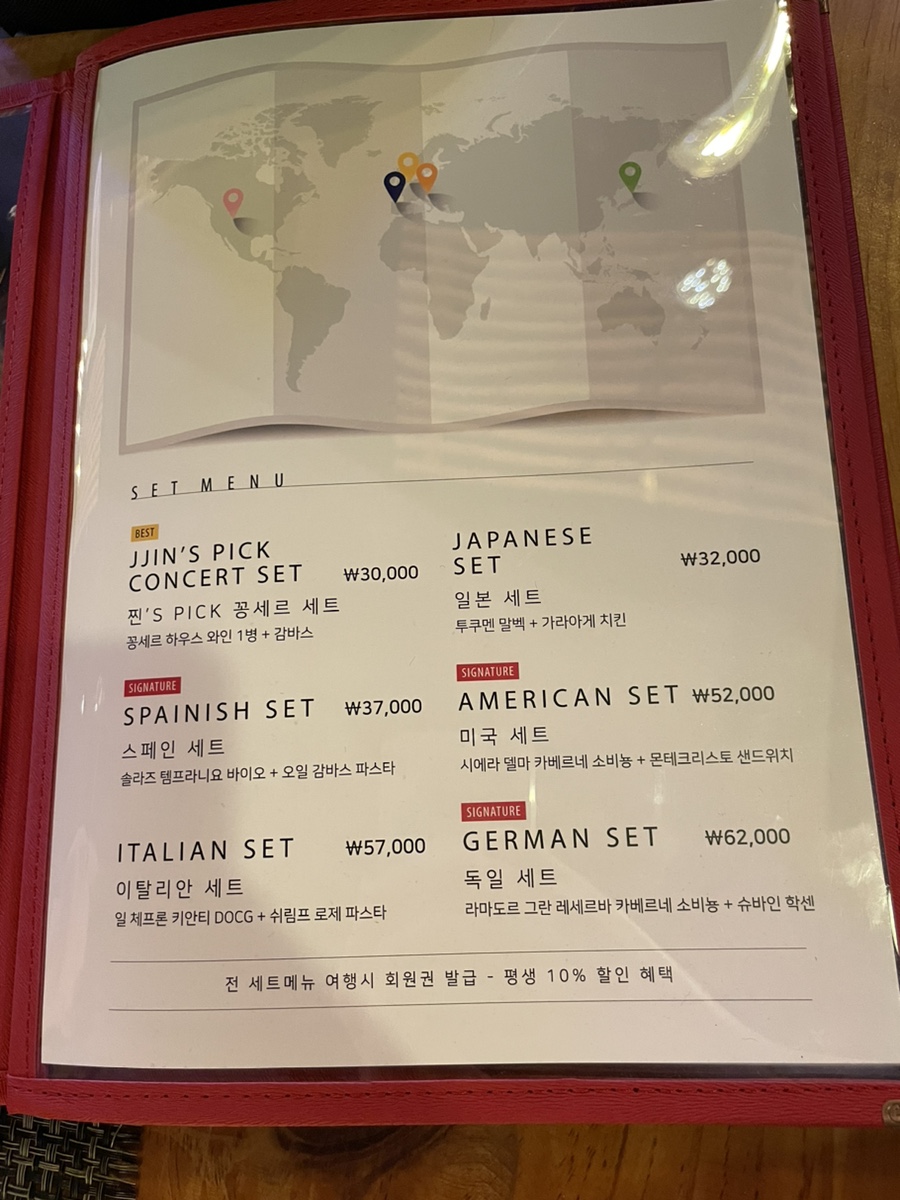 SET MENU
BEST
JJIN'S PICK
CONCERT SET ₩30,000
찐'S PICK 꽁세르 세트
꽁세르 하우스 와인 1병 + 감바스
JAPANESE
SET ₩32,000
일본 세트
투쿠멘 말벡 + 가라아게 치킨
SIGNATURE
SPAINISH SET ₩37,000
스페인 세트
솔라즈 템프라니요 바이오 + 오일 감바스 파스타
SIGNATURE
AMERICAN SET ₩52,000
미국 세트
시에라 델마 카베르네 소비뇽 + 몬테크리스토 샌드위치
ITALIAN SET ₩57,000
이탈리안 세트
일 체프론 키안티 DOCG + 쉬림프 로제 파스타
SIGNATURE
GERMAN SET ₩62,000
독일 세트
라마도르 그란 레세르바 카베르네 소비뇽 + 슈바인 학센
전 세트메뉴 여행시 회원권 발급 - 평생 10% 할인 혜택